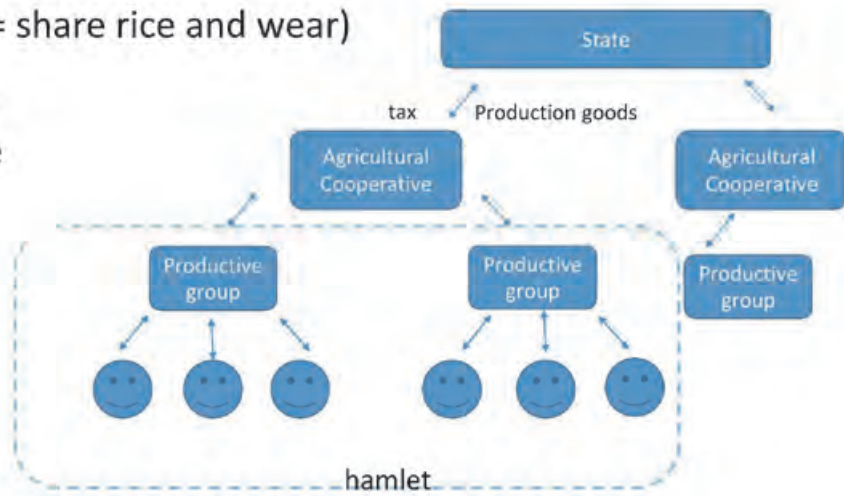 = share rice and wear)
State
tax
Production goods
e
Agricultural
Cooperative
Agricultural
Cooperative
Productive
group
Productive
group
Productive
group
hamlet